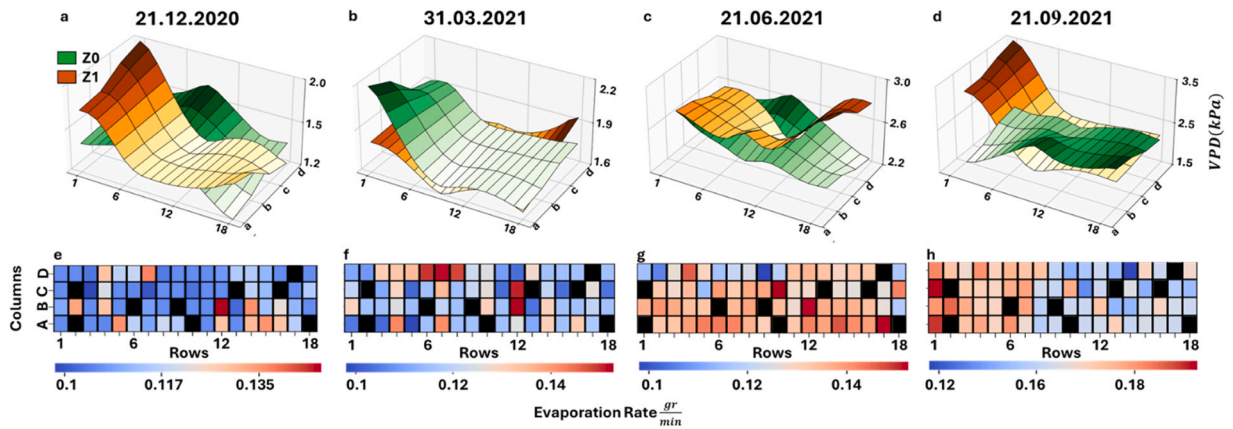 a 21.12.2020 b 31.03.2021 c 21.06.2021 d 21.09.2021
Z0
Z1
2.0 1.5 1.2
2.2 1.9 1.6
3.0 2.6 2.2
3.5 2.5 1.5
VPD(kPa)
1 6 12 18 a b c d
1 6 12 18 a b c d
1 6 12 18 a b c d
1 6 12 18 a b c d
e f g h
Columns
D
C
B
A
1 6 12 18
1 6 12 18
1 6 12 18
1 6 12 18
Rows Rows Rows Rows
0.1 0.117 0.135
0.1 0.12 0.14
0.1 0.12 0.14
0.12 0.16 0.18
Evaporation Rate gr/min